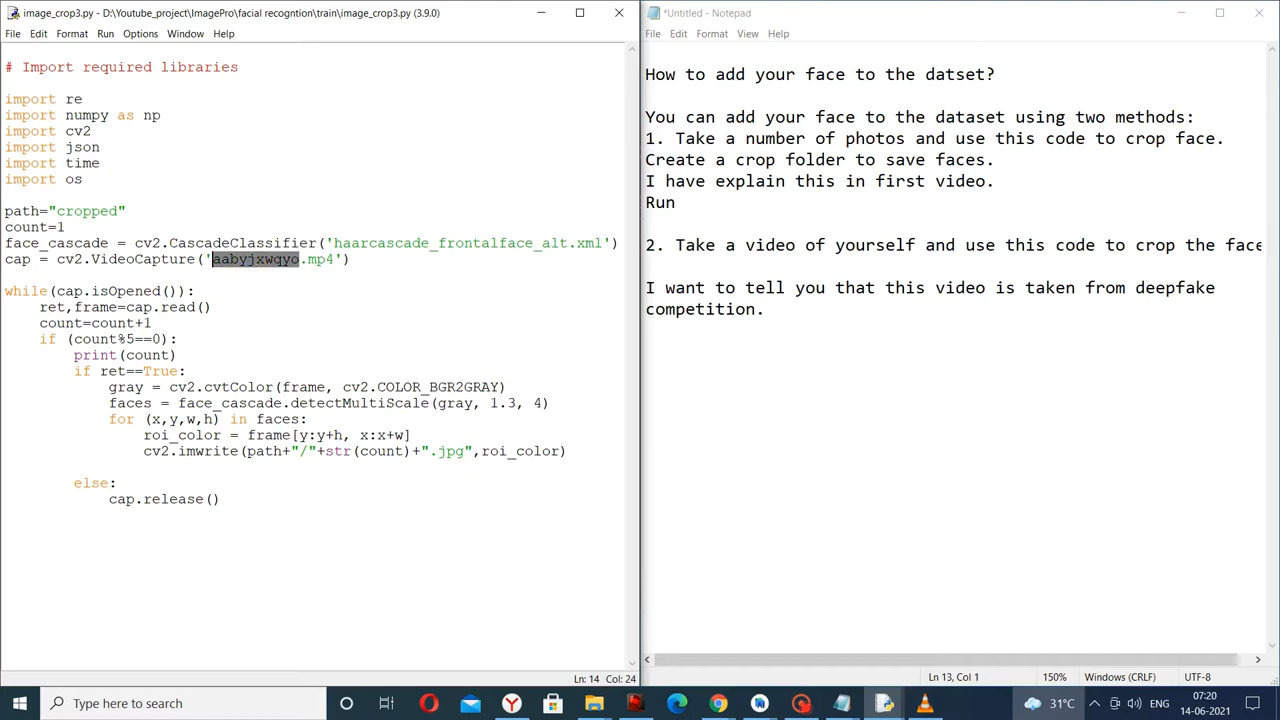 image_crop3.py - D:\Youtube_project\ImagePro\facial recogntion\train\image_crop3.py (3.9.0)
File Edit Format Run Options Window Help
# Import required libraries
import re
import numpy as np
import cv2
import json
import time
import os
path="cropped"
count=1
face_cascade = cv2.CascadeClassifier('haarcascade_frontalface_alt.xml')
cap = cv2.VideoCapture('aabyjxwqyo.mp4')
while(cap.isOpened()):
ret,frame=cap.read()
count=count+1
if (count%5==0):
print(count)
if ret==True:
gray = cv2.cvtColor(frame, cv2.COLOR_BGR2GRAY)
faces = face_cascade.detectMultiScale(gray, 1.3, 4)
for (x,y,w,h) in faces:
roi_color = frame[y:y+h, x:x+w]
cv2.imwrite(path+"/"+str(count)+".jpg",roi_color)
else:
cap.release()
Ln: 14 Col: 24
*Untitled - Notepad
File Edit Format View Help
How to add your face to the datset?
You can add your face to the dataset using two methods:
1. Take a number of photos and use this code to crop face.
Create a crop folder to save faces.
I have explain this in first video.
Run
2. Take a video of yourself and use this code to crop the face
I want to tell you that this video is taken from deepfake
competition.
Ln 13, Col 1 150% Windows (CRLF) UTF-8
Type here to search
31°C ENG
07:20
14-06-2021